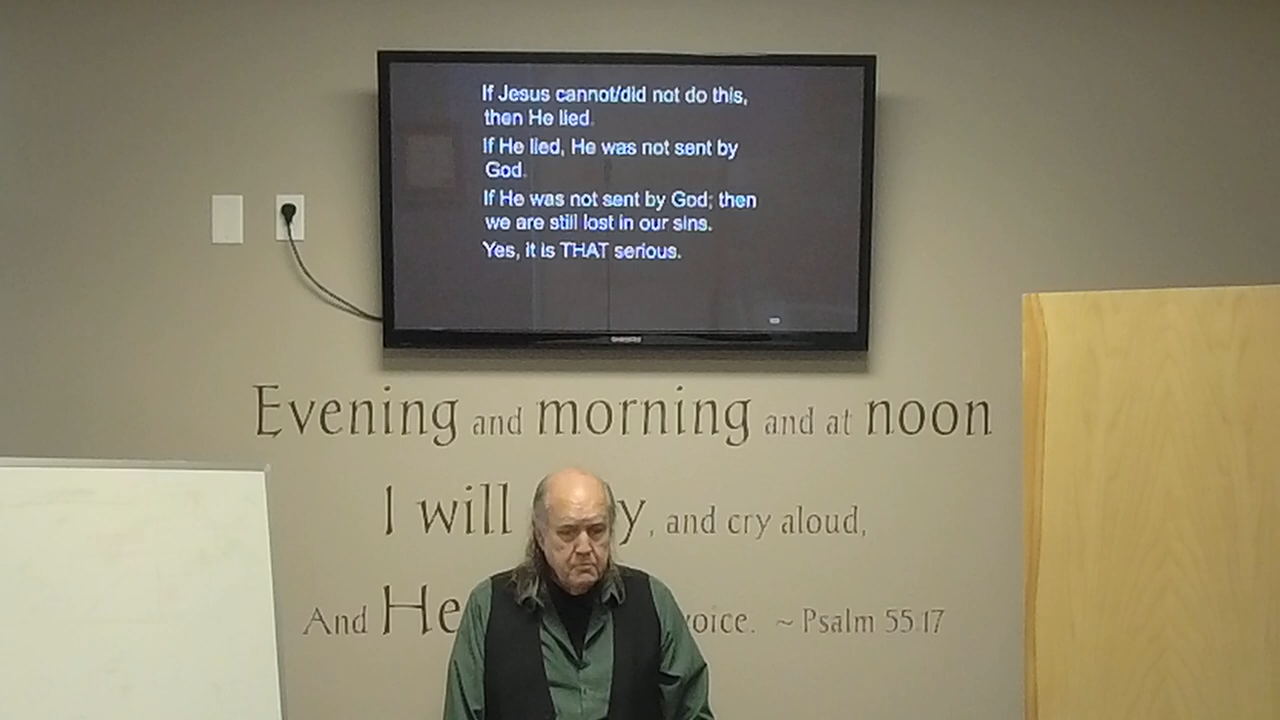 If Jesus cannot/did not do this,
then He lied.
If He lied, He was not sent by
God.
If He was not sent by God; then
we are still lost in our sins.
Yes, it is THAT serious.
Evening and morning and at noon
I will y, and cry aloud,
And He voice. ~ Psalm 55:17